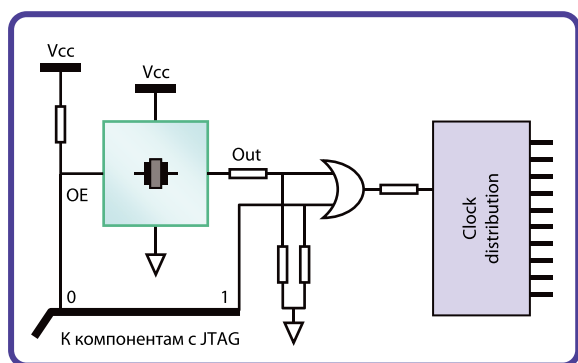 Vcc
Vcc
Out
OE
Clock
distribution
0
1
К компонентам с JTAG